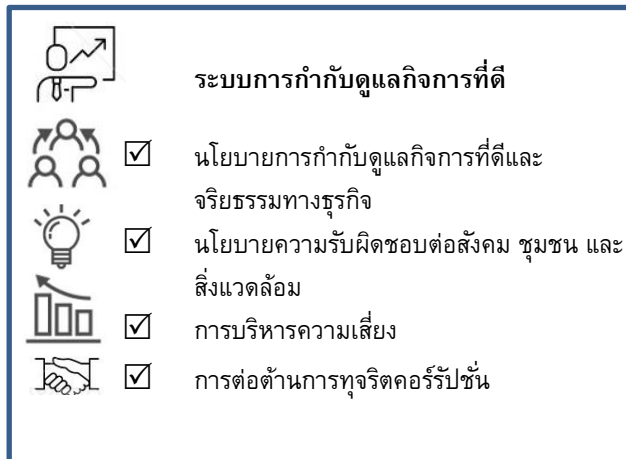 ระบบการกำกับดูแลกิจการที่ดี
☑ นโยบายการกำกับดูแลกิจการที่ดีและ
จริยธรรมทางธุรกิจ
☑ นโยบายความรับผิดชอบต่อสังคม ชุมชน และ
สิ่งแวดล้อม
☑ การบริหารความเสี่ยง
☑ การต่อต้านการทุจริตคอร์รัปชั่น